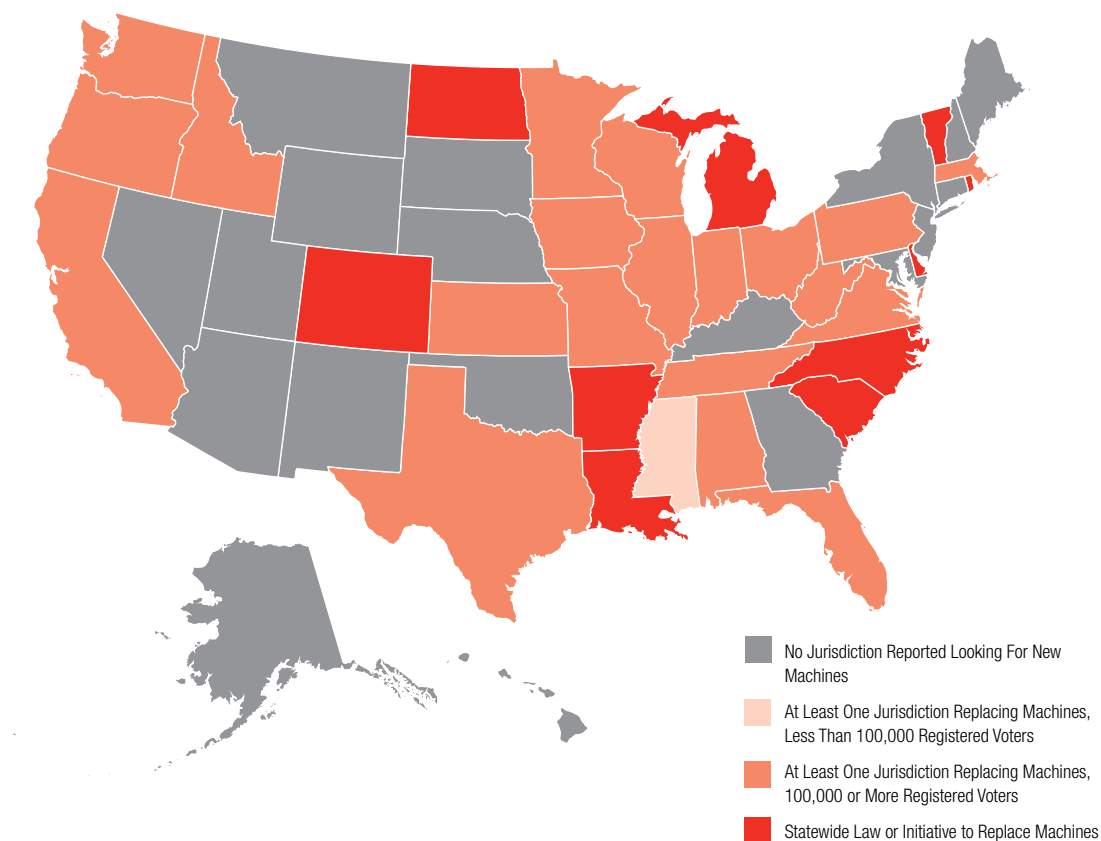 No Jurisdiction Reported Looking For New
Machines
At Least One Jurisdiction Replacing Machines,
Less Than 100,000 Registered Voters
At Least One Jurisdiction Replacing Machines,
100,000 or More Registered Voters
Statewide Law or Initiative to Replace Machines